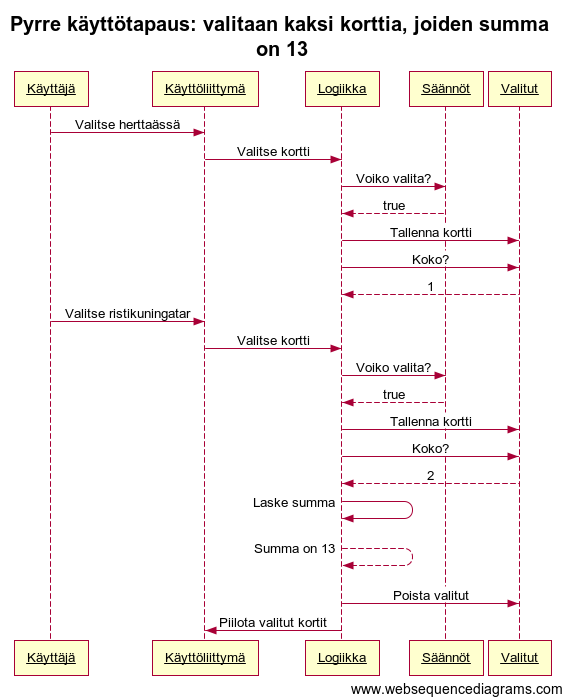 Pyrre käyttötapaus: valitaan kaksi korttia, joiden summa
on 13
Käyttäjä Käyttöliittymä Logiikka Säännöt Valitut
Valitse herttaässä
Valitse kortti
Voiko valita?
true
Tallenna kortti
Koko?
1
Valitse ristikuningatar
Valitse kortti
Voiko valita?
true
Tallenna kortti
Koko?
2
Laske summa
Summa on 13
Poista valitut
Piilota valitut kortit
Käyttäjä Käyttöliittymä Logiikka Säännöt Valitut
www.websequencediagrams.com